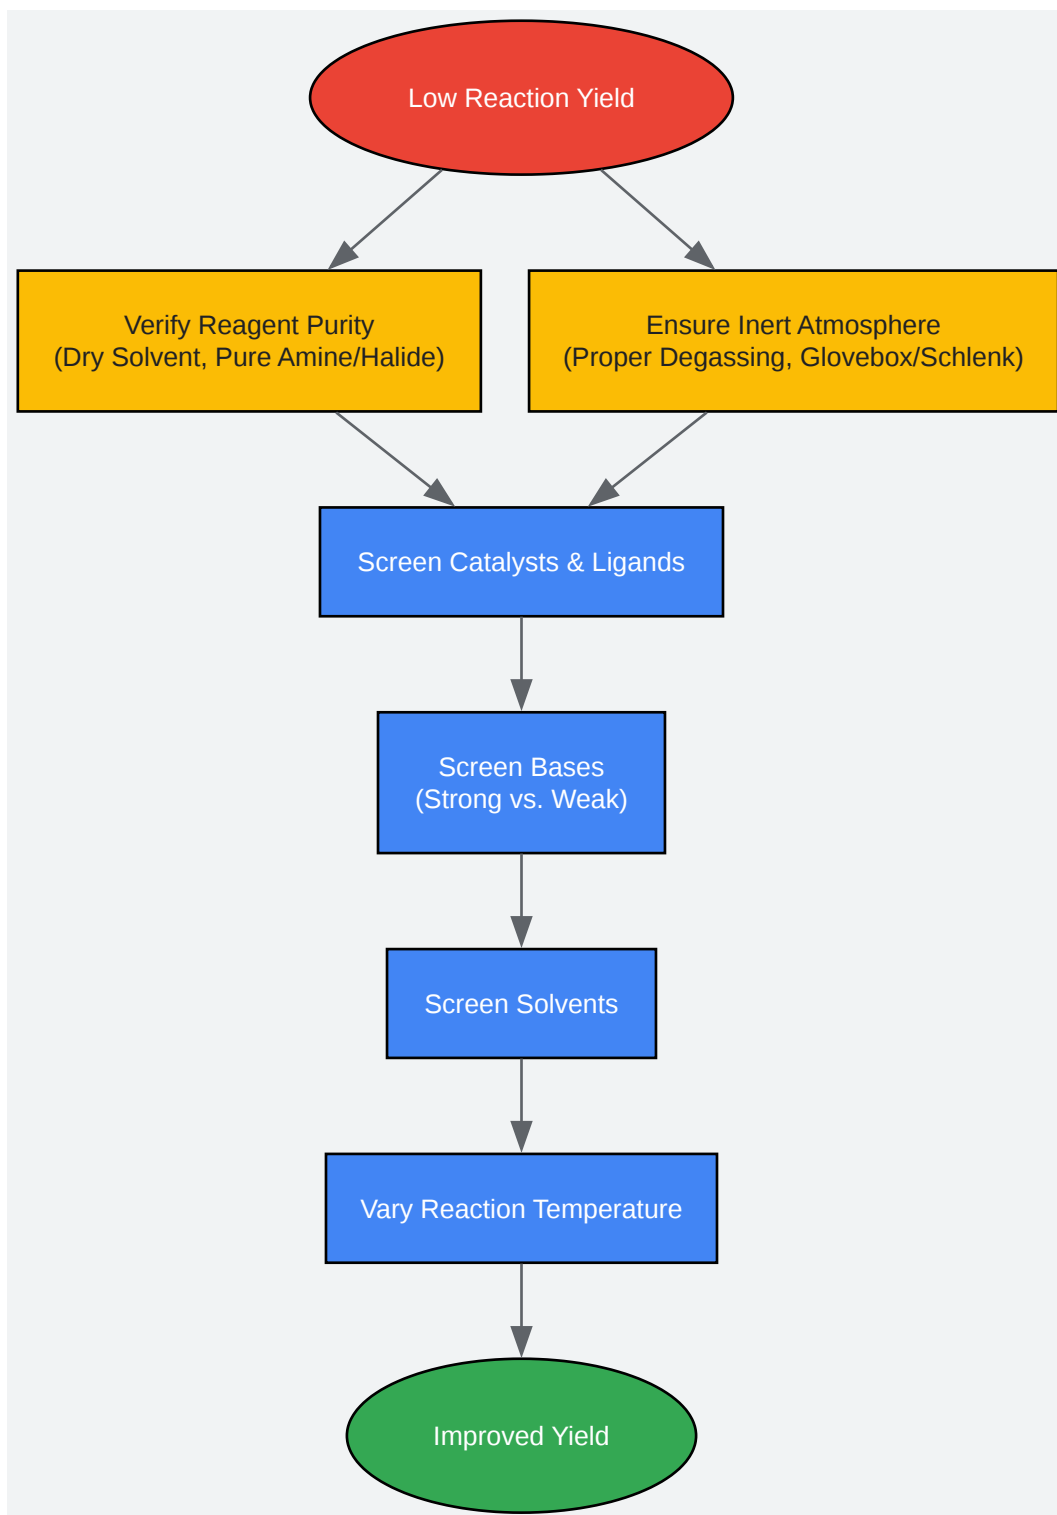 Low Reaction Yield
Verify Reagent Purity
(Dry Solvent, Pure Amine/Halide)
Ensure Inert Atmosphere
(Proper Degassing, Glovebox/Schlenk)
Screen Catalysts & Ligands
Screen Bases
(Strong vs. Weak)
Screen Solvents
Vary Reaction Temperature
Improved Yield